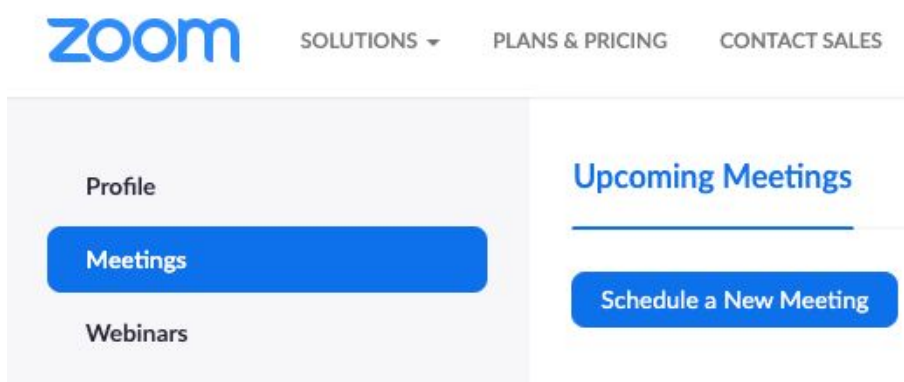 zoom SOLUTIONS PLANS & PRICING CONTACT SALES
Profile
Meetings
Webinars
Upcoming Meetings
Schedule a New Meeting